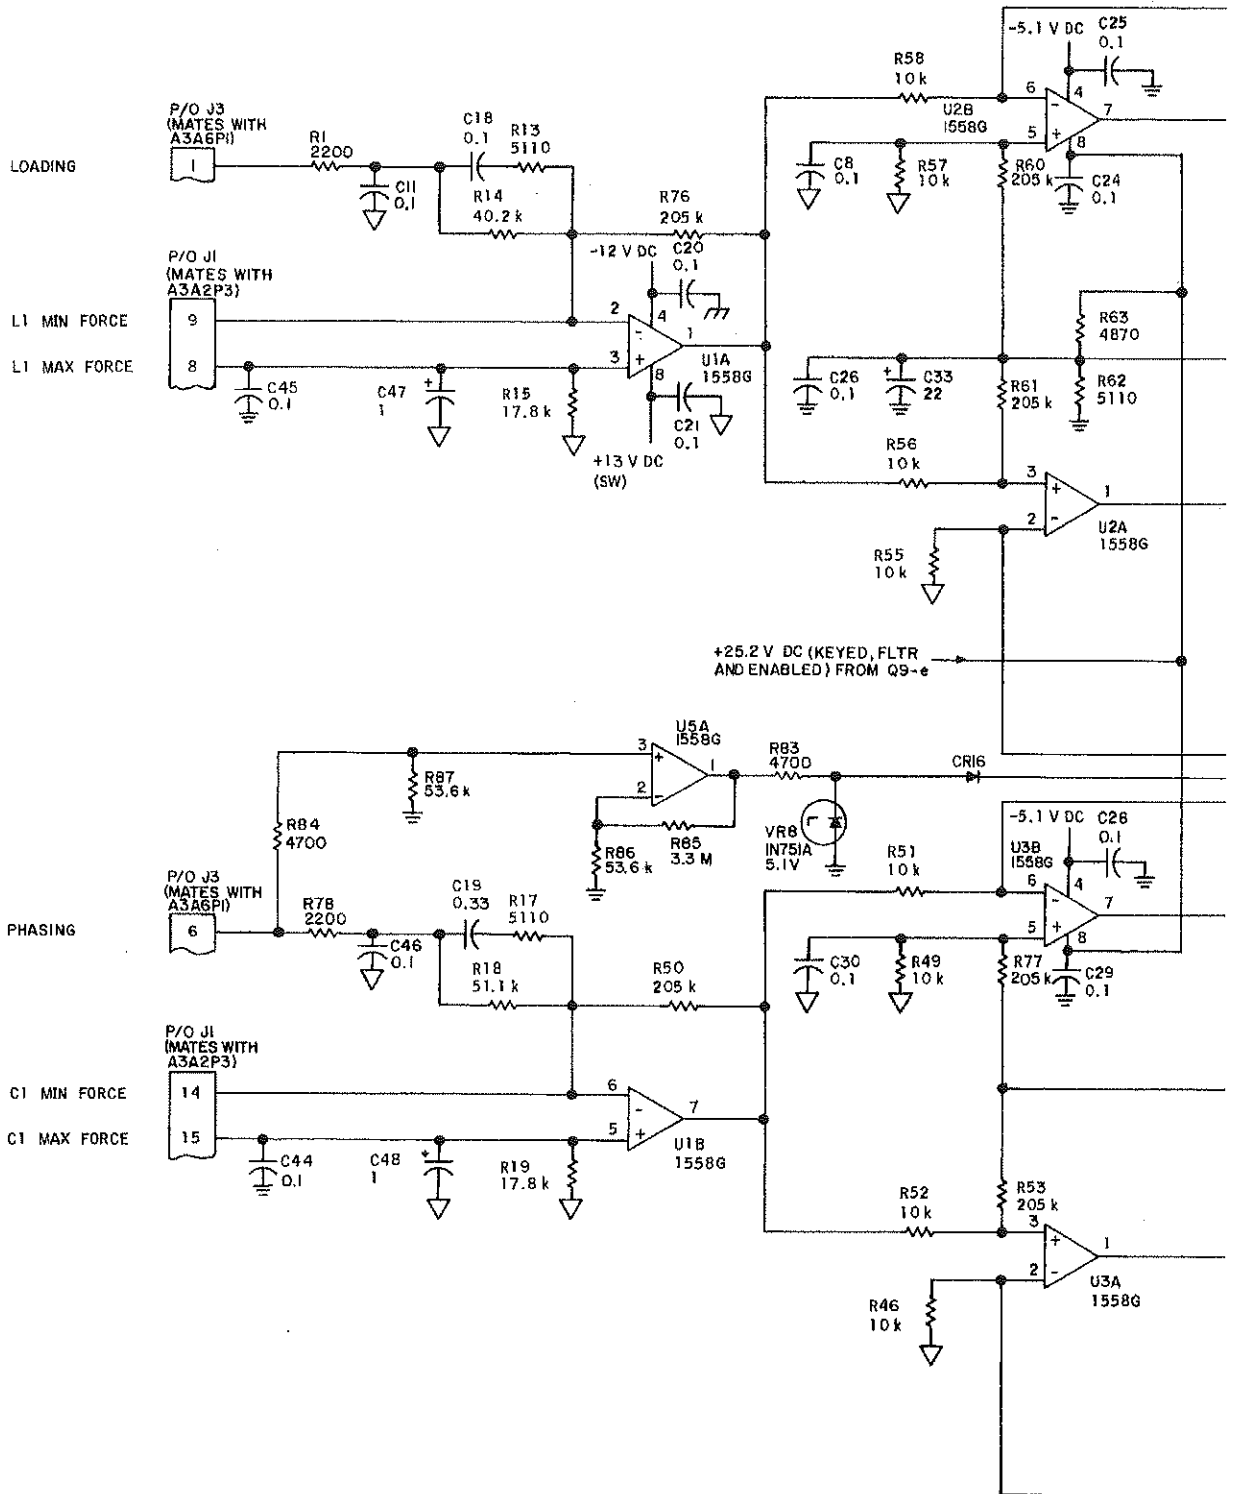 -5.1 V DC
C25
0.1
R58
10k
6
4
7
U2B
1558G
5
8
P/O J3
(MATES WITH
A3A6P1)
LOADING
1
R1
2200
C18
0.1
R13
5110
C11
0.1
R14
40.2 k
R76
205 k
C8
0.1
R57
10k
R60
205 k
C24
0.1
-12 V DC
C20
0.1
P/O J1
(MATES WITH
A3A2P3)
L1 MIN FORCE
9
2
4
1
L1 MAX FORCE
8
3
8
U1A
1558G
C45
0.1
C47
1
R15
17.8 k
C21
0.1
+13 V DC
(SW)
R63
4870
C26
0.1
C33
22
R61
205 k
R62
5110
R56
10k
3
1
2
U2A
1558G
R55
10k
+25.2 V DC (KEYED, FLTR
AND ENABLED) FROM Q9-e
U5A
1558G
3
1
2
R83
4700
CR16
R87
53.6 k
R84
4700
R86
53.6 k
R85
3.3 M
VR8
1N751A
5.1V
-5.1 V DC
C28
0.1
U3B
1558G
R51
10k
6
4
7
5
8
P/O J3
(MATES WITH
A3A6P1)
PHASING
6
R78
2200
C19
0.33
R17
5110
C46
0.1
R18
51.1 k
R50
205 k
C30
0.1
R49
10k
R77
205 k
C29
0.1
P/O J1
(MATES WITH
A3A2P3)
C1 MIN FORCE
14
6
7
C1 MAX FORCE
15
5
U1B
1558G
C44
0.1
C48
1
R19
17.8 k
R52
10k
R53
205 k
3
1
2
U3A
1558G
R46
10k